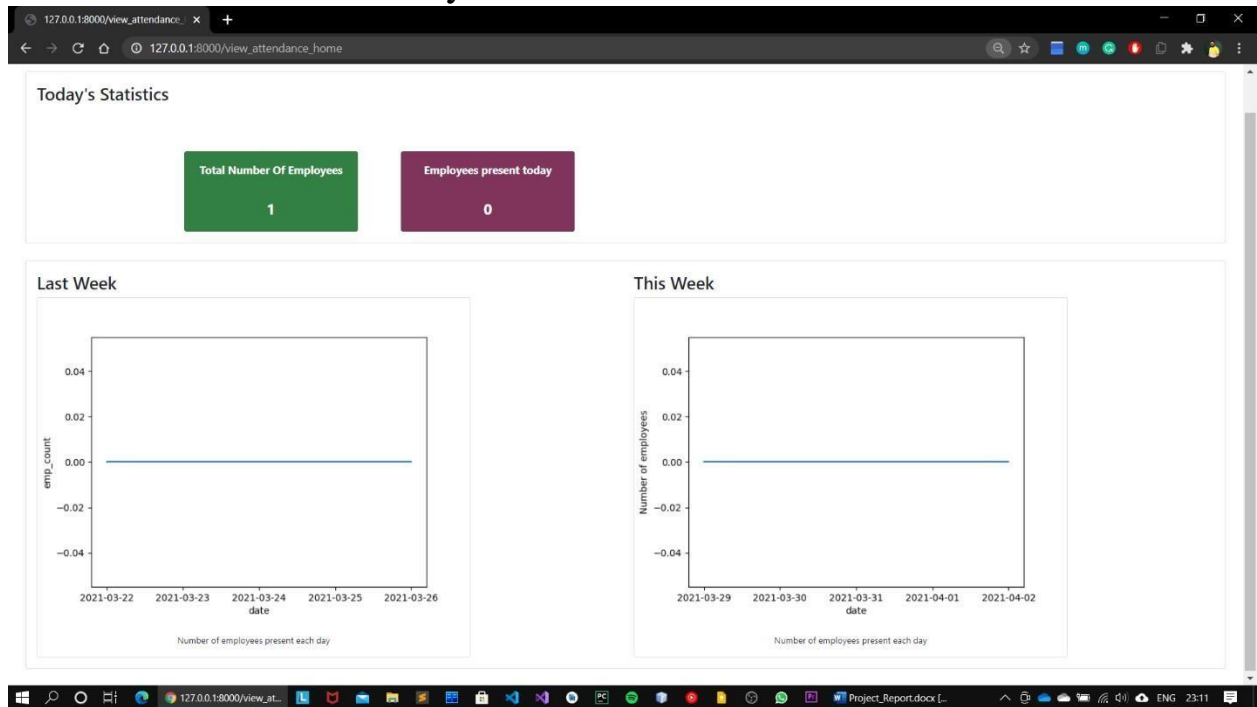 127.0.0.1:8000/view_attendance_
127.0.0.1:8000/view_attendance_home
Today's Statistics
Total Number Of Employees
1
Employees present today
0
Last Week
emp_count
0.04
0.02
0.00
−0.02
−0.04
2021-03-22 2021-03-23 2021-03-24 2021-03-25 2021-03-26
date
Number of employees present each day
This Week
Number of employees
0.04
0.02
0.00
−0.02
−0.04
2021-03-29 2021-03-30 2021-03-31 2021-04-01 2021-04-02
date
Number of employees present each day
127.0.0.1:8000/view_at... Project_Report.docx [... ENG 23:11